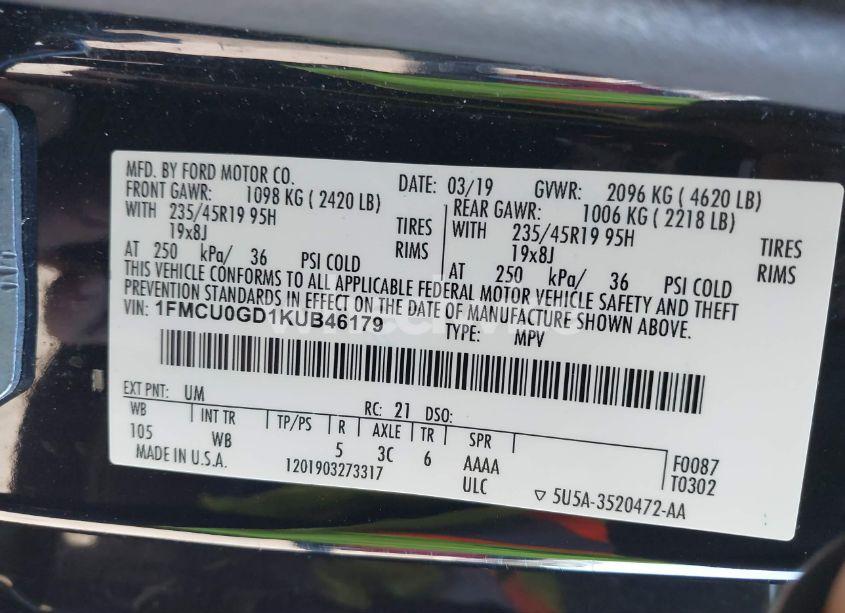 MFD. BY FORD MOTOR CO. DATE: 03/19 GVWR: 2096 KG ( 4620 LB)
FRONT GAWR: 1098 KG ( 2420 LB) REAR GAWR: 1006 KG ( 2218 LB)
WITH 235/45R19 95H TIRES WITH 235/45R19 95H TIRES
19x8J RIMS 19x8J RIMS
AT 250 kPa/ 36 PSI COLD AT 250 kPa/ 36 PSI COLD
THIS VEHICLE CONFORMS TO ALL APPLICABLE FEDERAL MOTOR VEHICLE SAFETY AND THEFT
PREVENTION STANDARDS IN EFFECT ON THE DATE OF MANUFACTURE SHOWN ABOVE.
VIN: 1FMCU0GD1KUB46179 TYPE: MPV
EXT PNT: UM RC: 21 DSO:
WB INT TR TP/PS R AXLE TR SPR
105 WB 5 3C 6 AAAA F0087
MADE IN U.S.A. 1201903273317 ULC T0302
▽ 5U5A-3520472-AA